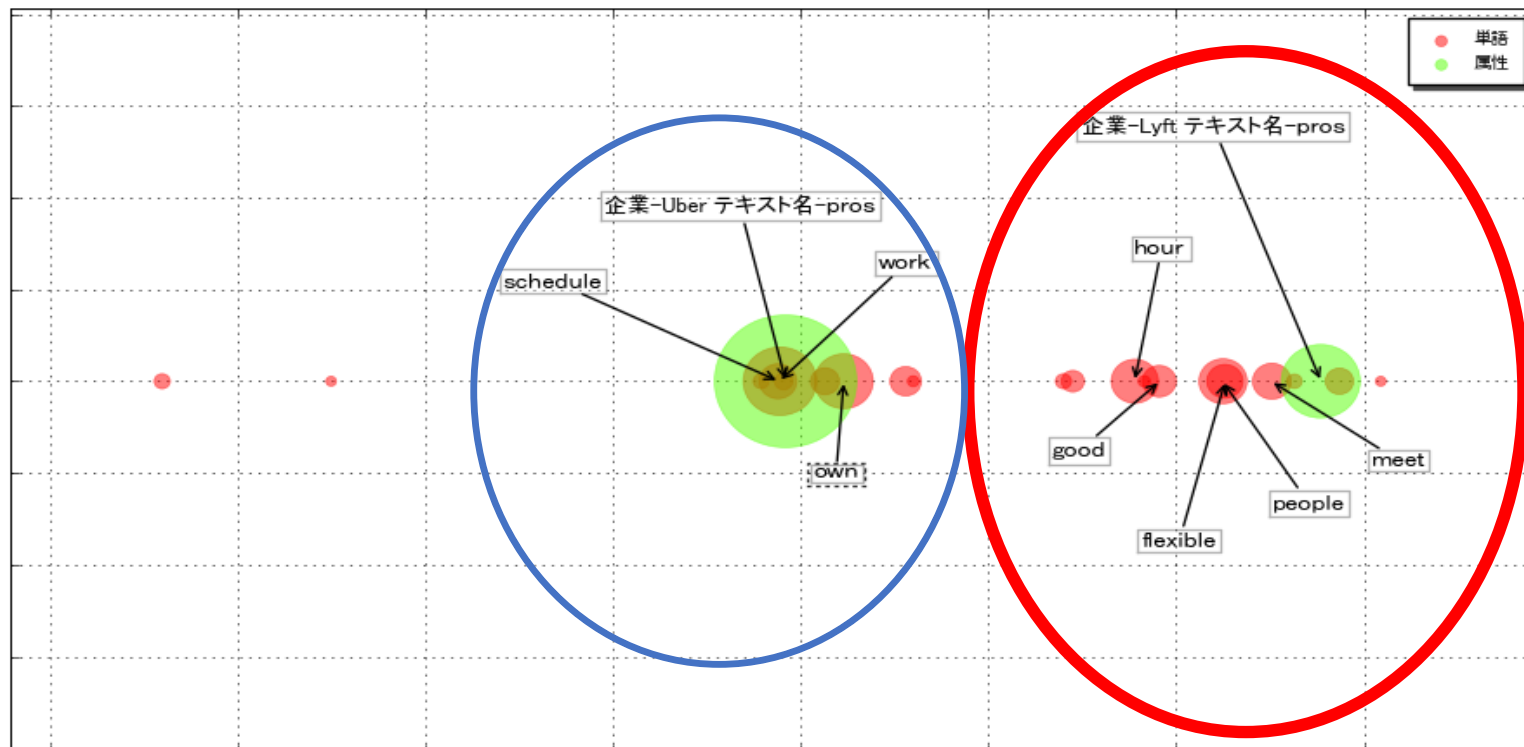 単語
属性
企業-Lyft テキスト名-pros
企業-Uber テキスト名-pros
hour
work
schedule
good
own
meet
people
flexible